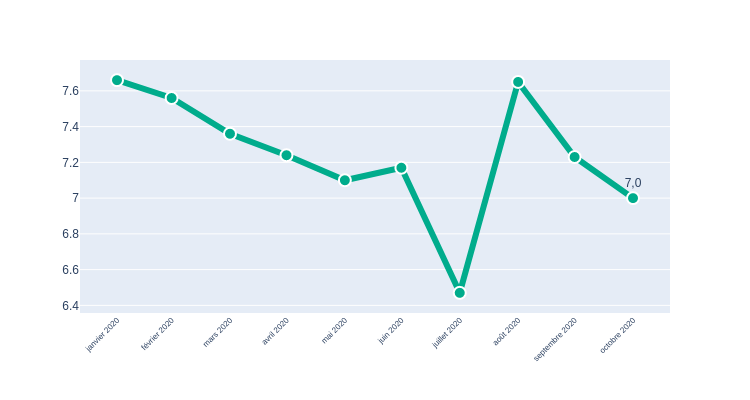 7.6
7.4
7.2
7
6.8
6.6
6.4
7,0
janvier 2020
février 2020
mars 2020
avril 2020
mai 2020
juin 2020
juillet 2020
août 2020
septembre 2020
octobre 2020